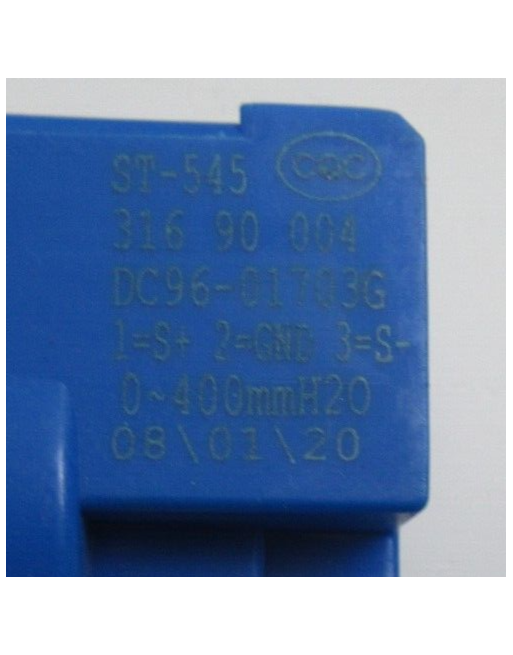 ST-545 CQC
316 90 004
DC96-01703G
1=S+ 2=GND 3=S-
0~400mmH2O
08\01\20